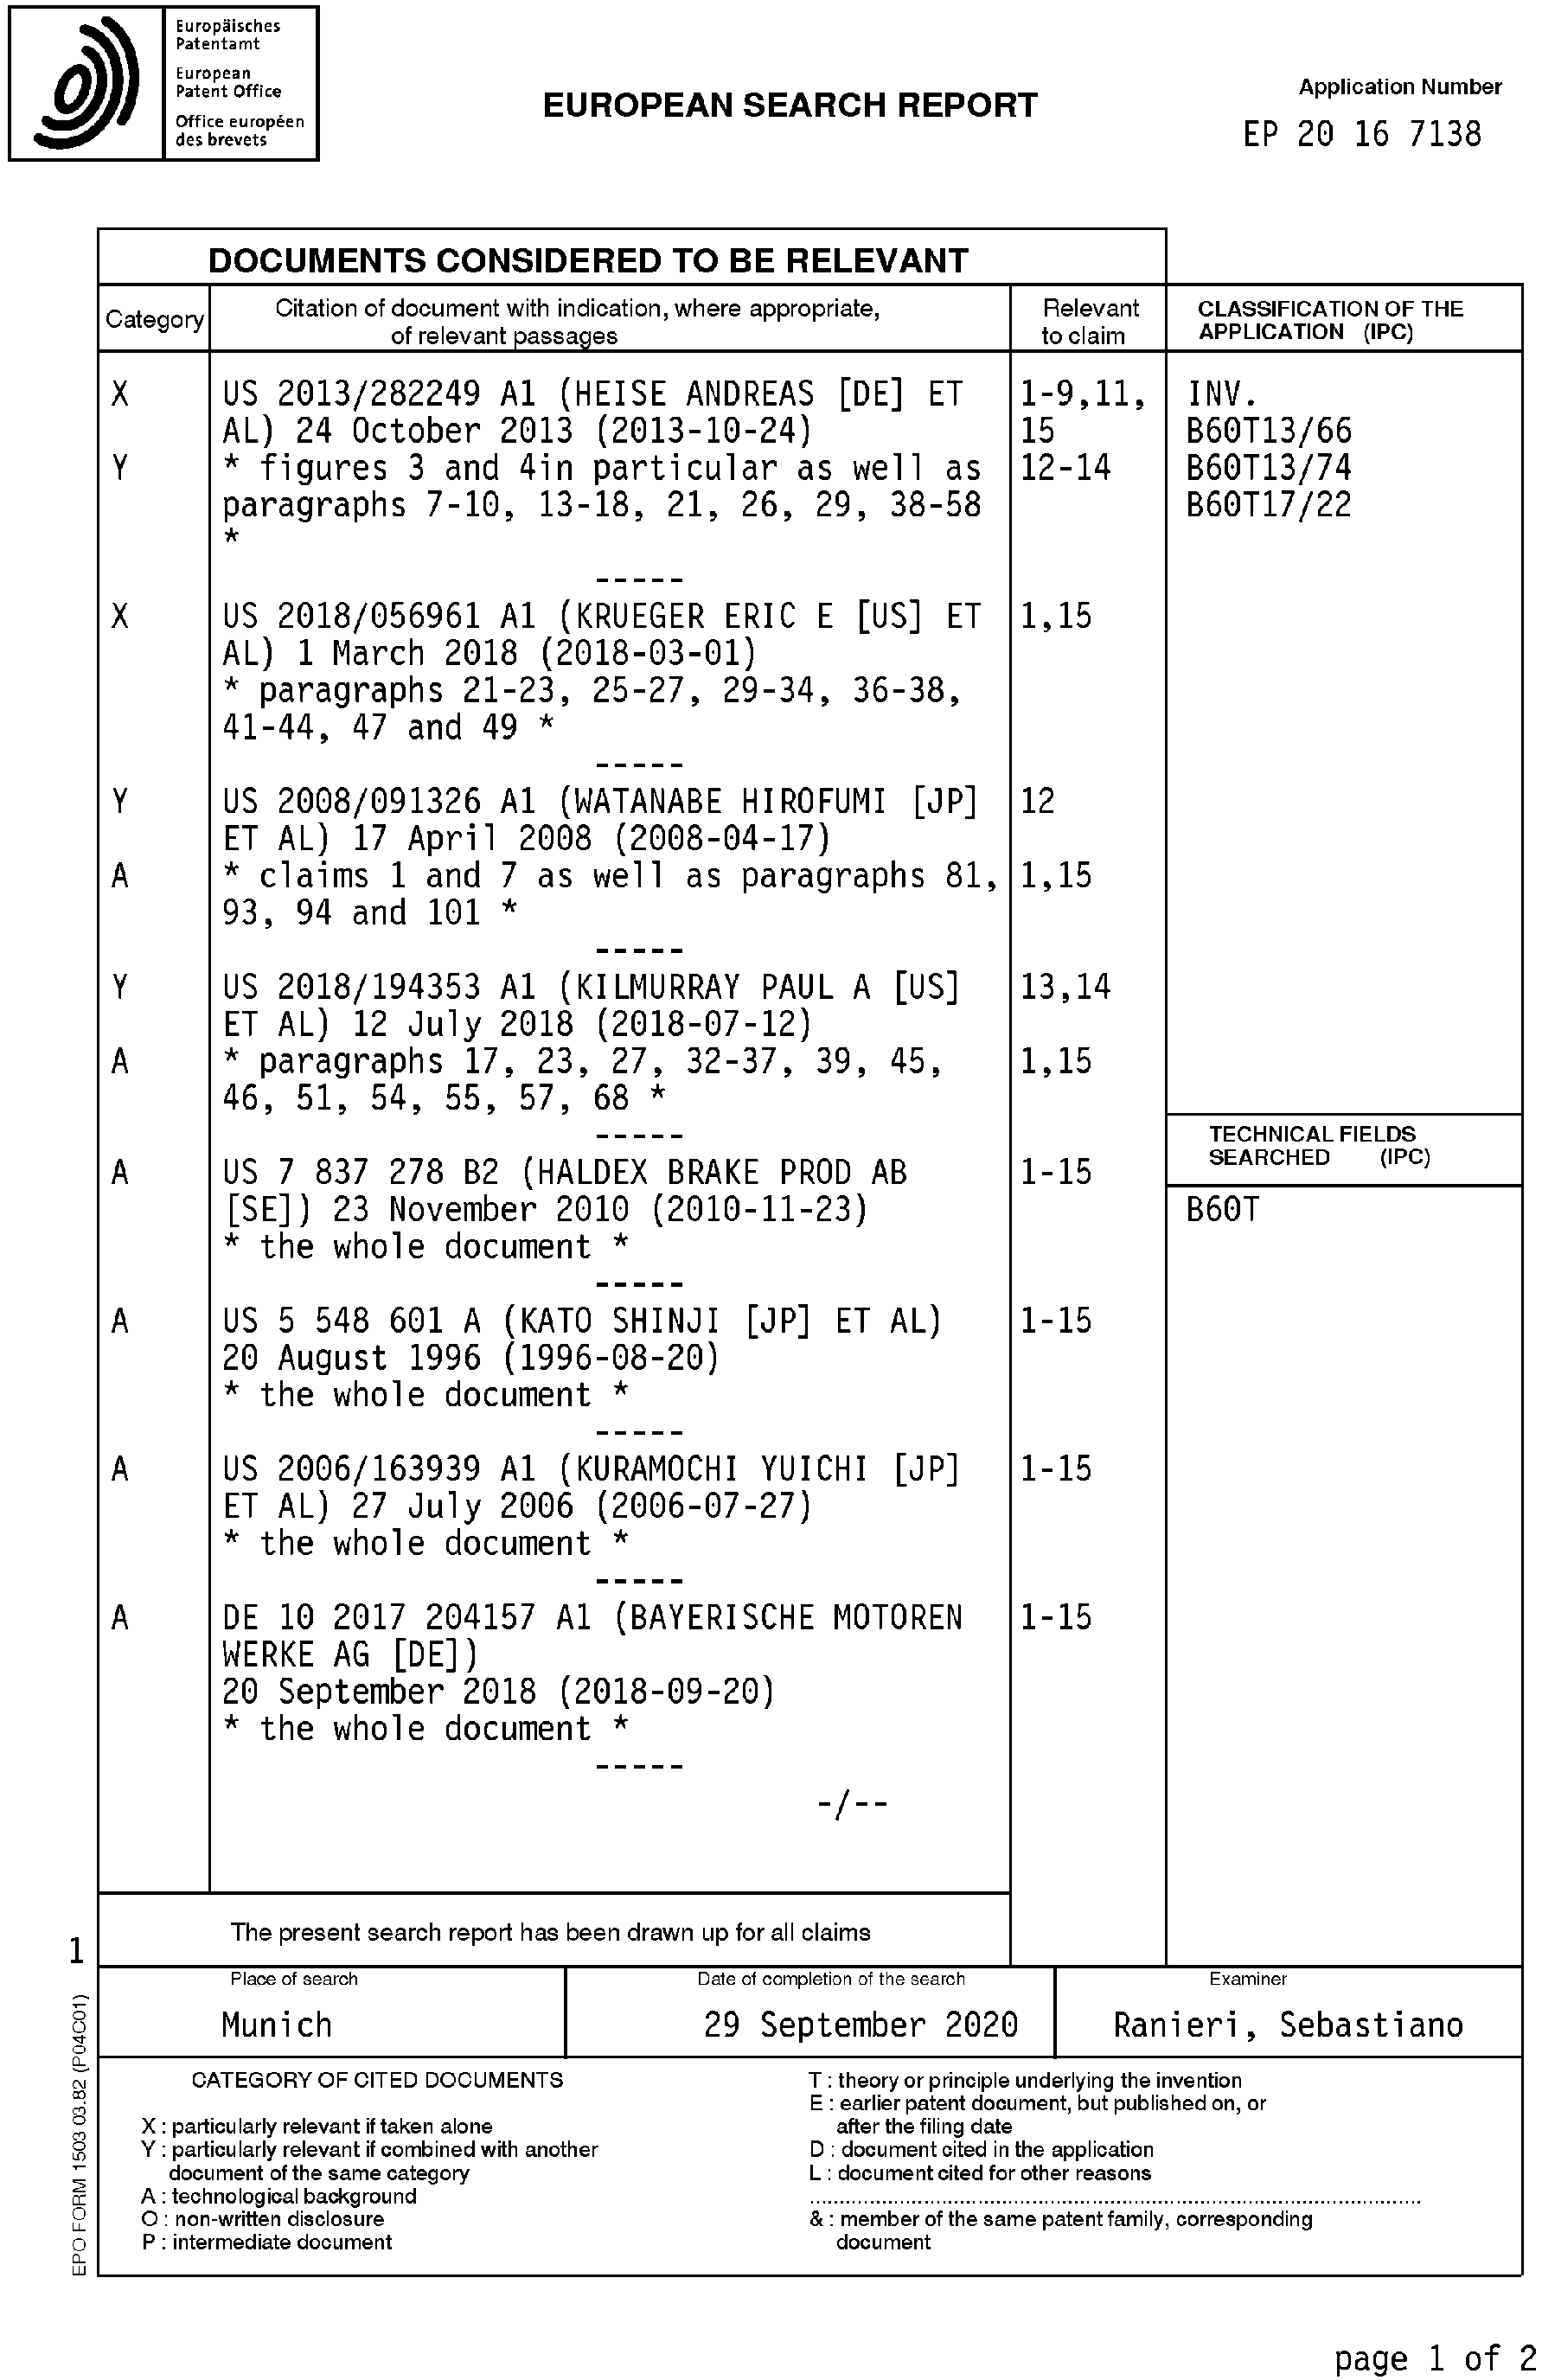 Europäisches
Patentamt
European
Patent Office
Office européen
des brevets
EUROPEAN SEARCH REPORT
Application Number
EP 20 16 7138
DOCUMENTS CONSIDERED TO BE RELEVANT
Category
Citation of document with indication, where appropriate,
of relevant passages
Relevant
to claim
CLASSIFICATION OF THE
APPLICATION (IPC)
X US 2013/282249 A1 (HEISE ANDREAS [DE] ET 1-9,11, INV.
AL) 24 October 2013 (2013-10-24) 15 B60T13/66
Y * figures 3 and 4in particular as well as 12-14 B60T13/74
paragraphs 7-10, 13-18, 21, 26, 29, 38-58 B60T17/22
*
-----
X US 2018/056961 A1 (KRUEGER ERIC E [US] ET 1,15
AL) 1 March 2018 (2018-03-01)
* paragraphs 21-23, 25-27, 29-34, 36-38,
41-44, 47 and 49 *
-----
Y US 2008/091326 A1 (WATANABE HIROFUMI [JP] 12
ET AL) 17 April 2008 (2008-04-17)
A * claims 1 and 7 as well as paragraphs 81, 1,15
93, 94 and 101 *
-----
Y US 2018/194353 A1 (KILMURRAY PAUL A [US] 13,14
ET AL) 12 July 2018 (2018-07-12)
A * paragraphs 17, 23, 27, 32-37, 39, 45, 1,15
46, 51, 54, 55, 57, 68 *
-----
TECHNICAL FIELDS
SEARCHED (IPC)
A US 7 837 278 B2 (HALDEX BRAKE PROD AB 1-15
[SE]) 23 November 2010 (2010-11-23) B60T
* the whole document *
-----
A US 5 548 601 A (KATO SHINJI [JP] ET AL) 1-15
20 August 1996 (1996-08-20)
* the whole document *
-----
A US 2006/163939 A1 (KURAMOCHI YUICHI [JP] 1-15
ET AL) 27 July 2006 (2006-07-27)
* the whole document *
-----
A DE 10 2017 204157 A1 (BAYERISCHE MOTOREN 1-15
WERKE AG [DE])
20 September 2018 (2018-09-20)
* the whole document *
-----
-/--
The present search report has been drawn up for all claims
1
Place of search
Munich
Date of completion of the search
29 September 2020
Examiner
Ranieri, Sebastiano
CATEGORY OF CITED DOCUMENTS
X : particularly relevant if taken alone
Y : particularly relevant if combined with another
document of the same category
A : technological background
O : non-written disclosure
P : intermediate document
T : theory or principle underlying the invention
E : earlier patent document, but published on, or
after the filing date
D : document cited in the application
L : document cited for other reasons
& : member of the same patent family, corresponding
document
EPO FORM 1503 03.82 (P04C01)
page 1 of 2